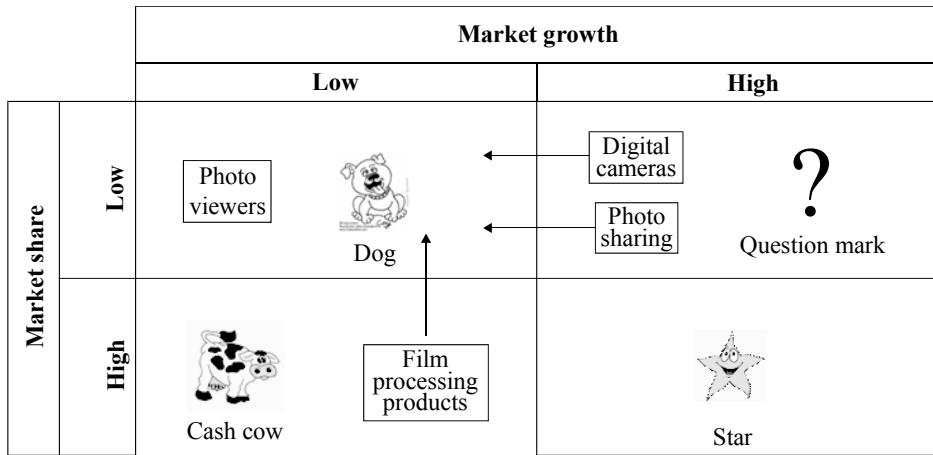 Market growth
Low
High
Market share
Low
Photo
viewers
Dog
Digital
cameras
Photo
sharing
Question mark
?
High
Cash cow
Film
processing
products
Star